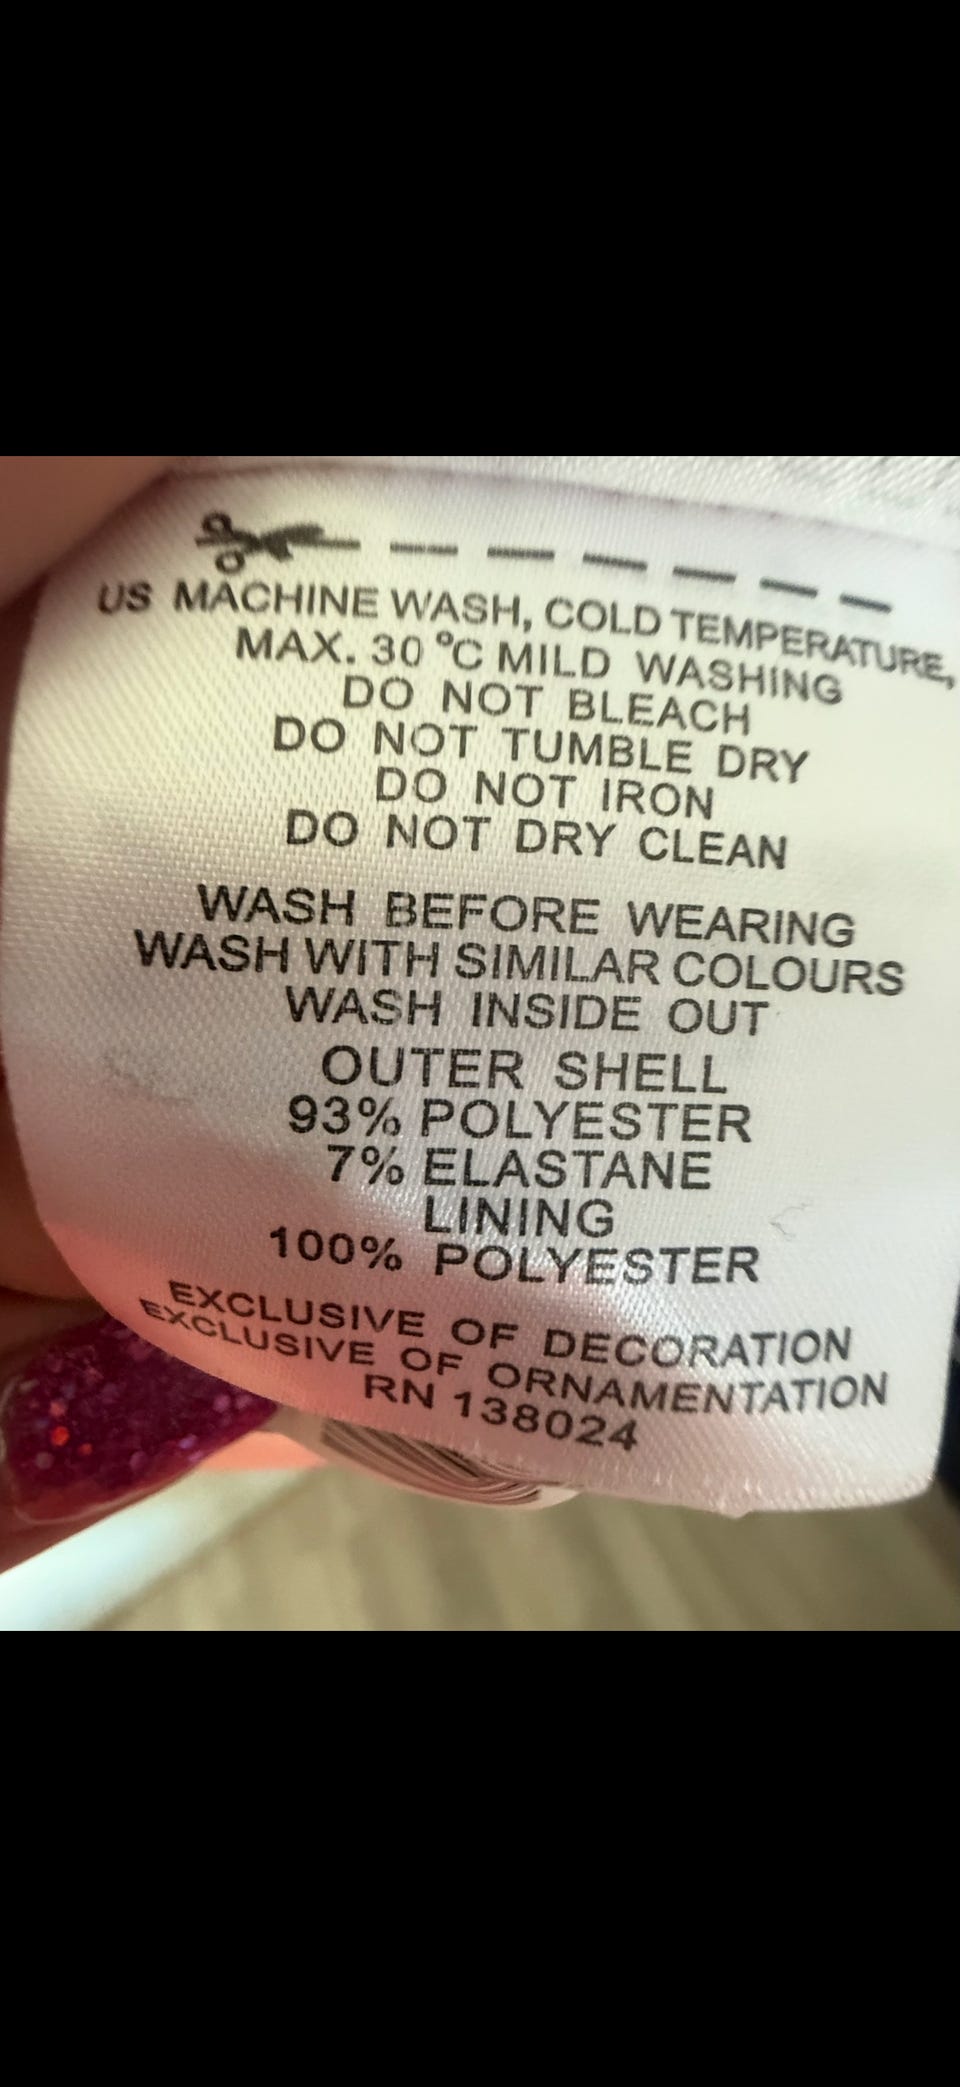 US MACHINE WASH, COLD TEMPERATURE,
MAX. 30 °C MILD WASHING
DO NOT BLEACH
DO NOT TUMBLE DRY
DO NOT IRON
DO NOT DRY CLEAN
WASH BEFORE WEARING
WASH WITH SIMILAR COLOURS
WASH INSIDE OUT
OUTER SHELL
93% POLYESTER
7% ELASTANE
LINING
100% POLYESTER
EXCLUSIVE OF DECORATION
EXCLUSIVE OF ORNAMENTATION
RN 138024